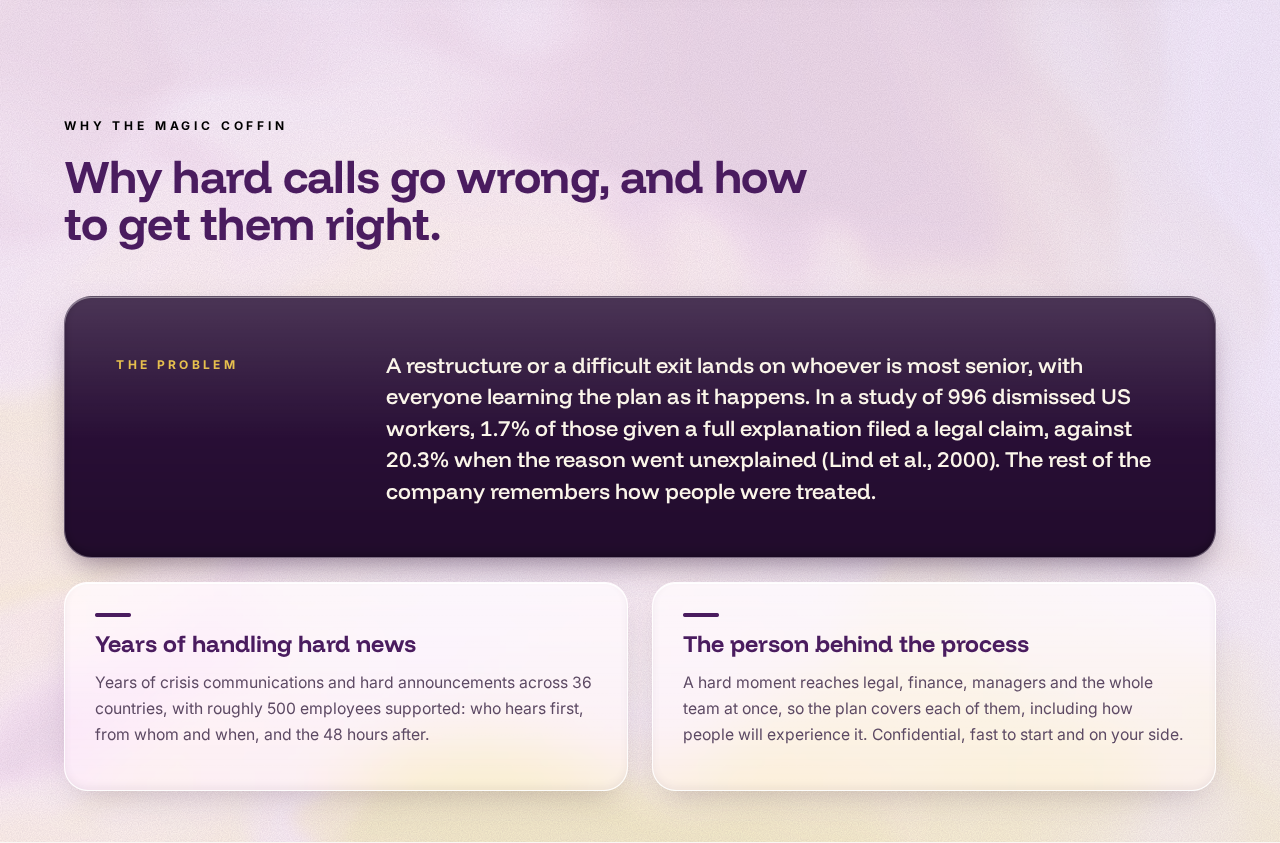 WHY THE MAGIC COFFIN
Why hard calls go wrong, and how
to get them right.
THE PROBLEM
A restructure or a difficult exit lands on whoever is most senior, with
everyone learning the plan as it happens. In a study of 996 dismissed US
workers, 1.7% of those given a full explanation filed a legal claim, against
20.3% when the reason went unexplained (Lind et al., 2000). The rest of the
company remembers how people were treated.
Years of handling hard news
Years of crisis communications and hard announcements across 36
countries, with roughly 500 employees supported: who hears first,
from whom and when, and the 48 hours after.
The person behind the process
A hard moment reaches legal, finance, managers and the whole
team at once, so the plan covers each of them, including how
people will experience it. Confidential, fast to start and on your side.